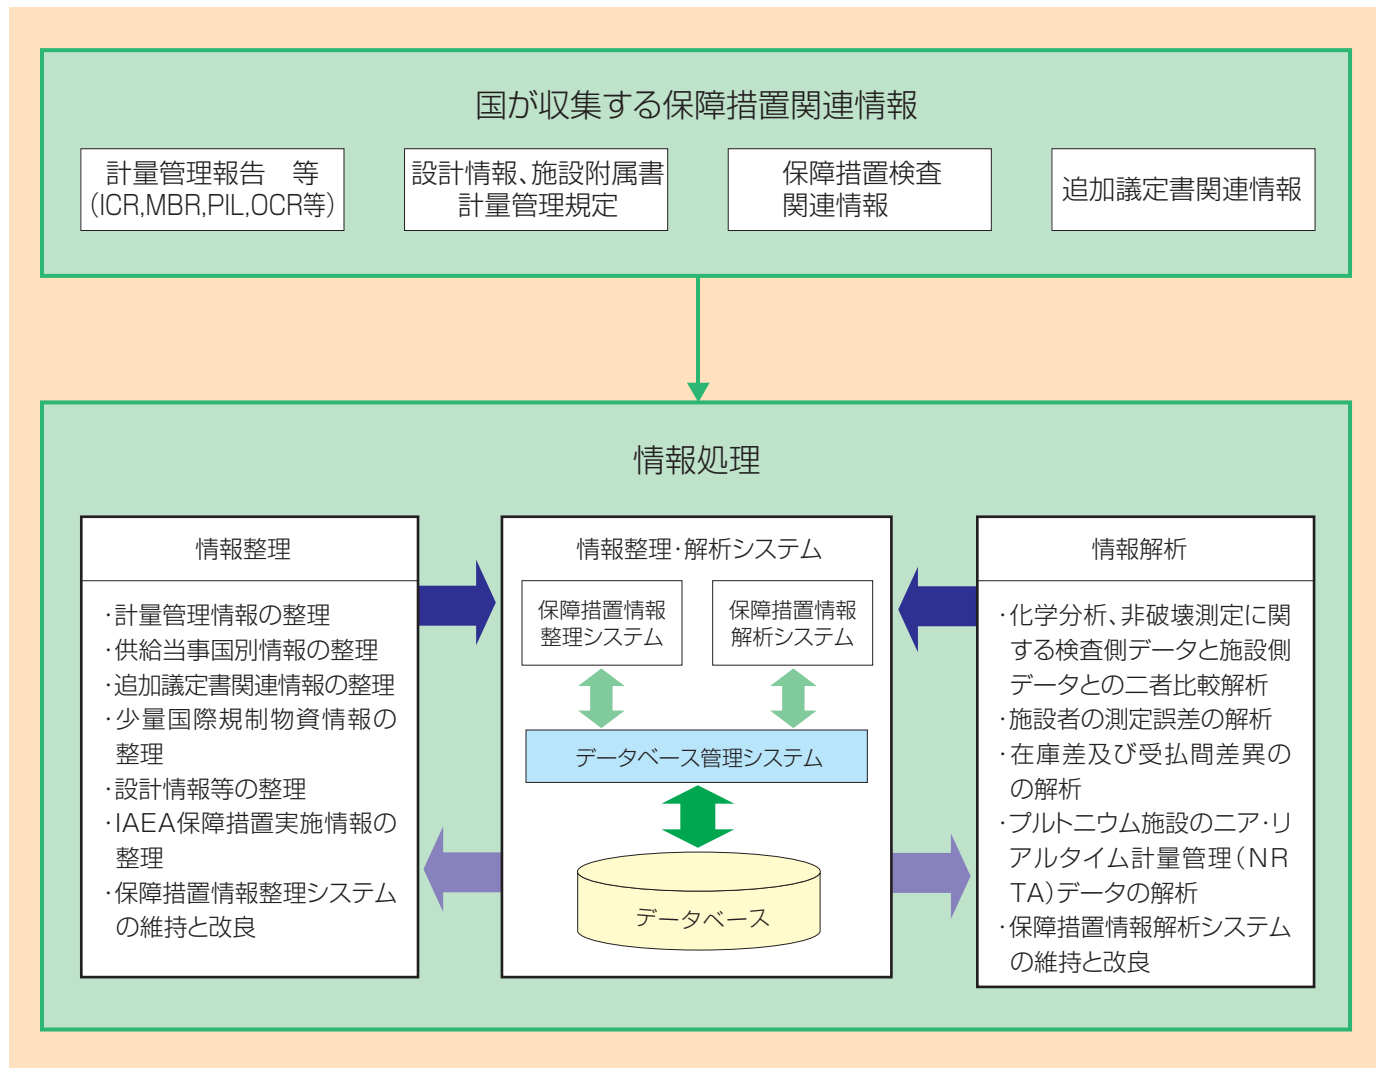 国が収集する保障措置関連情報
計量管理報告　等
(ICR,MBR,PIL,OCR等)
設計情報、施設附属書
計量管理規定
保障措置検査
関連情報
追加議定書関連情報
情報処理
情報整理
・計量管理情報の整理
・供給当事国別情報の整理
・追加議定書関連情報の整理
・少量国際規制物資情報の
整理
・設計情報等の整理
・IAEA保障措置実施情報の
整理
・保障措置情報整理システム
の維持と改良
情報整理・解析システム
保障措置情報
整理システム
保障措置情報
解析システム
データベース管理システム
データベース
情報解析
・化学分析、非破壊測定に関
する検査側データと施設側
データとの二者比較解析
・施設者の測定誤差の解析
・在庫差及び受払間差異の
の解析
・プルトニウム施設のニア・リ
アルタイム計量管理(NR
TA)データの解析
・保障措置情報解析システム
の維持と改良